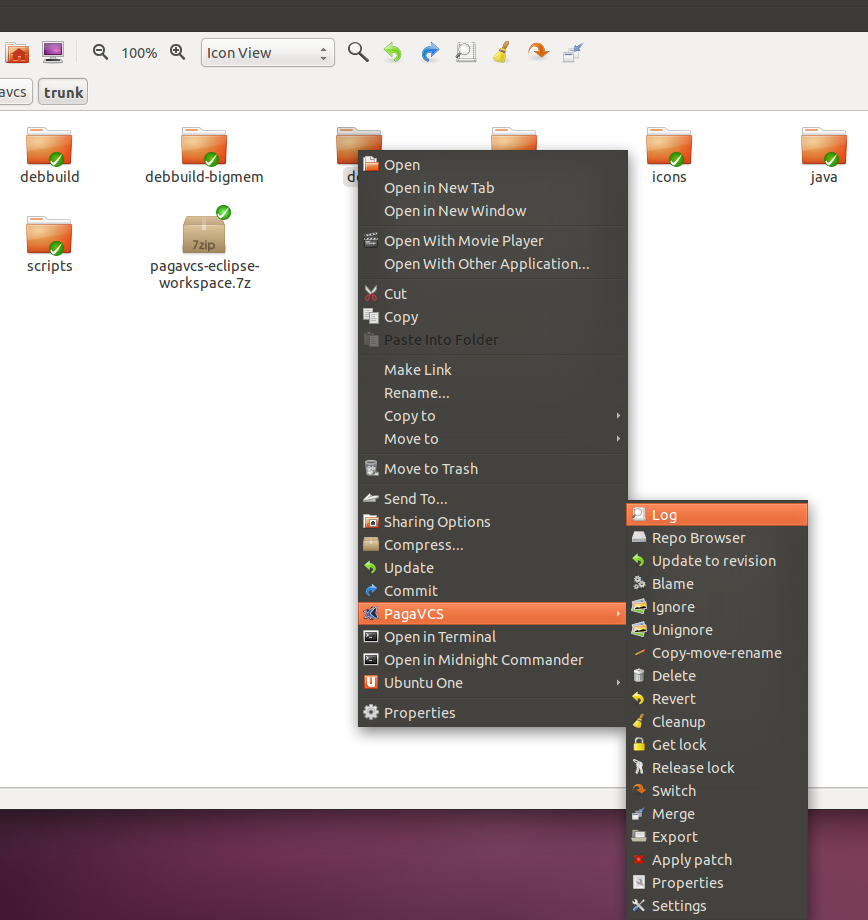 100%
Icon View
avcs
trunk
debbuild
debbuild-bigmem
de
icons
java
scripts
7zip
pagavcs-eclipse-
workspace.7z
Open
Open in New Tab
Open in New Window
Open With Movie Player
Open With Other Application...
Cut
Copy
Paste Into Folder
Make Link
Rename...
Copy to
Move to
Move to Trash
Send To...
Sharing Options
Compress...
Update
Commit
PagaVCS
Open in Terminal
Open in Midnight Commander
Ubuntu One
Properties
Log
Repo Browser
Update to revision
Blame
Ignore
Unignore
Copy-move-rename
Delete
Revert
Cleanup
Get lock
Release lock
Switch
Merge
Export
Apply patch
Properties
Settings